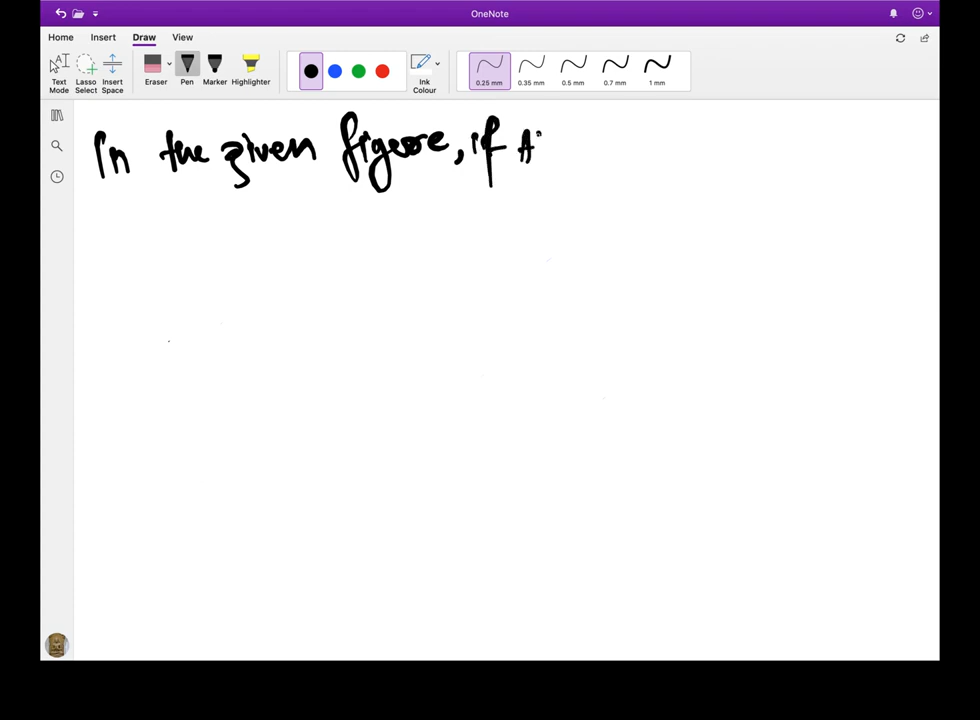 OneNote
Home Insert Draw View
Text Mode Lasso Select Insert Space Eraser Pen Marker Highlighter Ink Colour 0.25 mm 0.35 mm 0.5 mm 0.7 mm 1 mm
In the given figure, if A